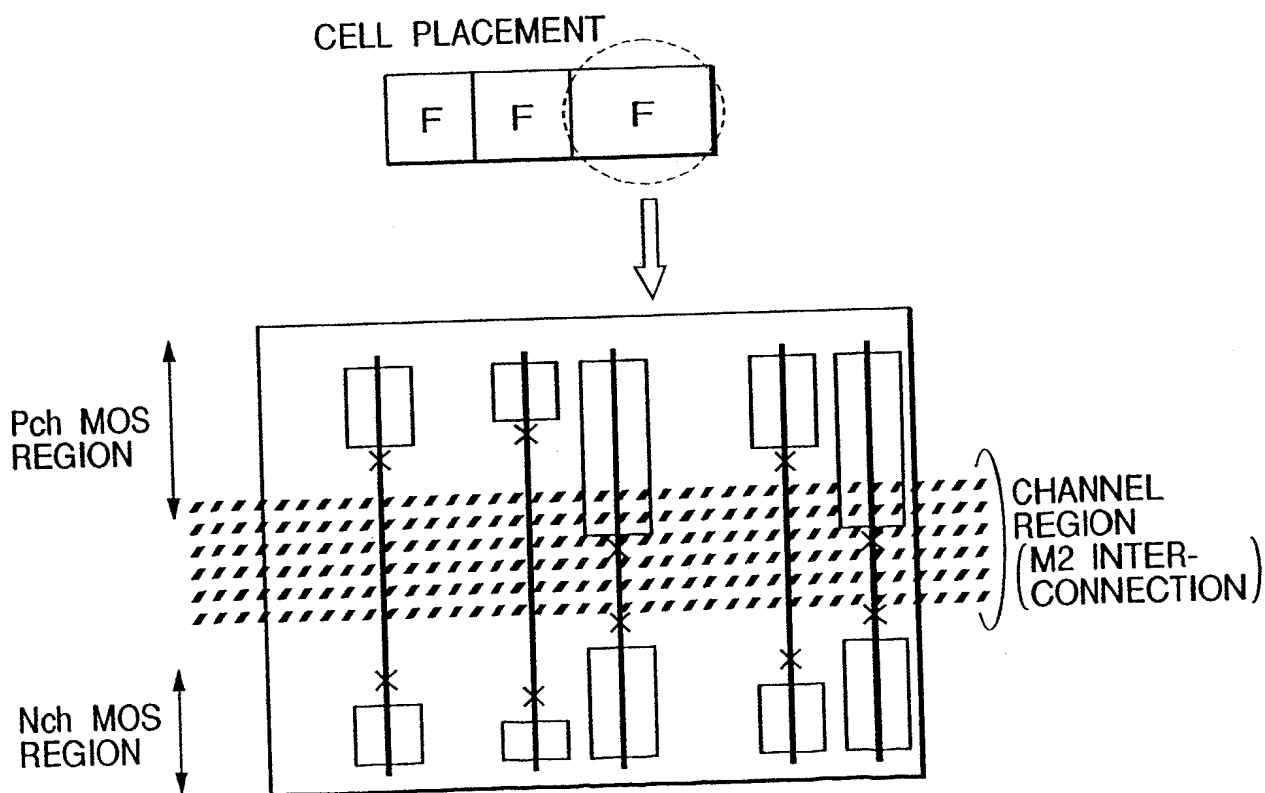 CELL PLACEMENT
F F F
Pch MOS
REGION
CHANNEL
REGION
(M2 INTER-
CONNECTION)
Nch MOS
REGION